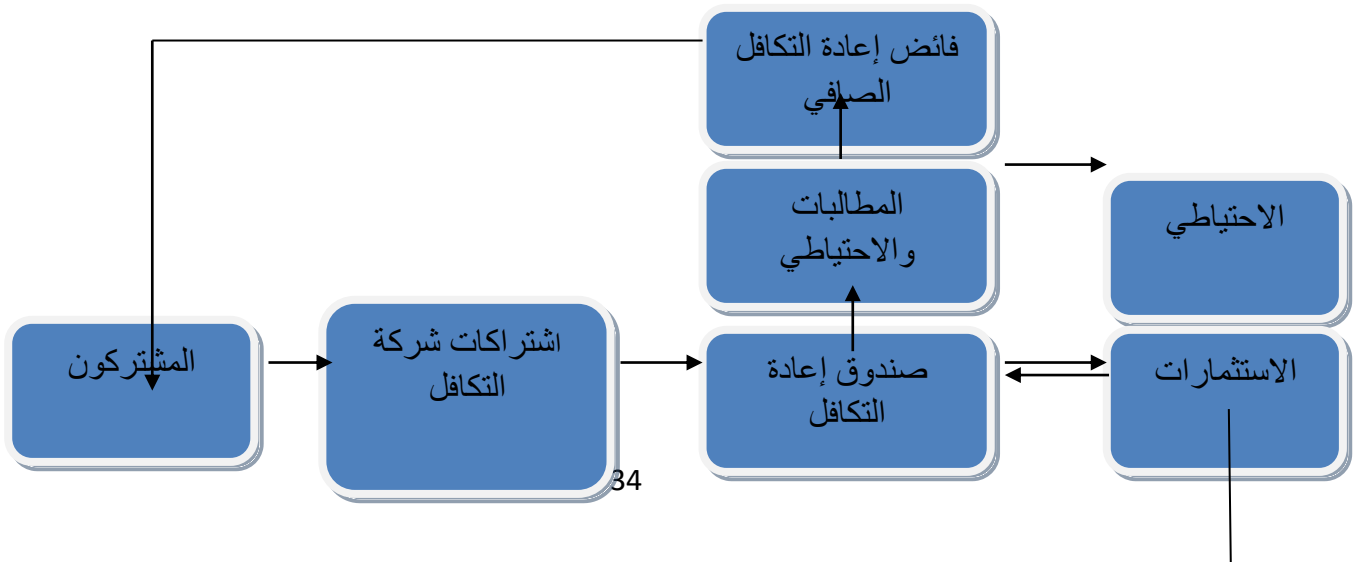 فائض إعادة التكافل
الصافي
المطالبات
والاحتياطي
الاحتياطي
المشتركون
اشتراكات شركة
التكافل
صندوق إعادة
التكافل
الاستثمارات
34